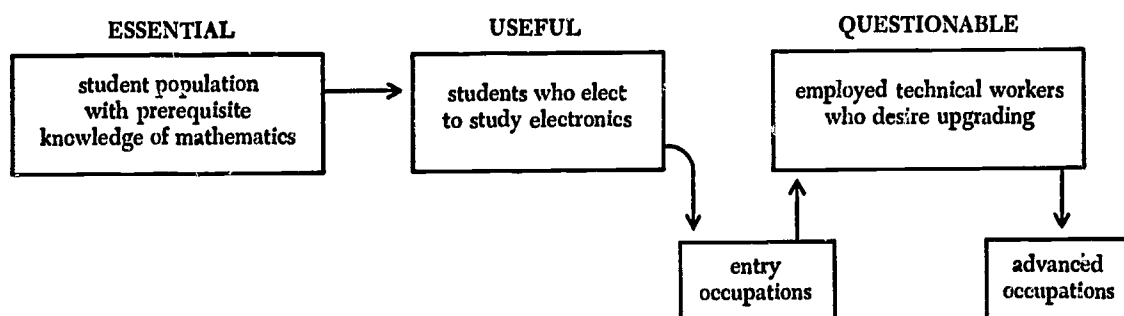 ESSENTIAL
student population
with prerequisite
knowledge of mathematics
USEFUL
students who elect
to study electronics
QUESTIONABLE
employed technical workers
who desire upgrading
entry
occupations
advanced
occupations